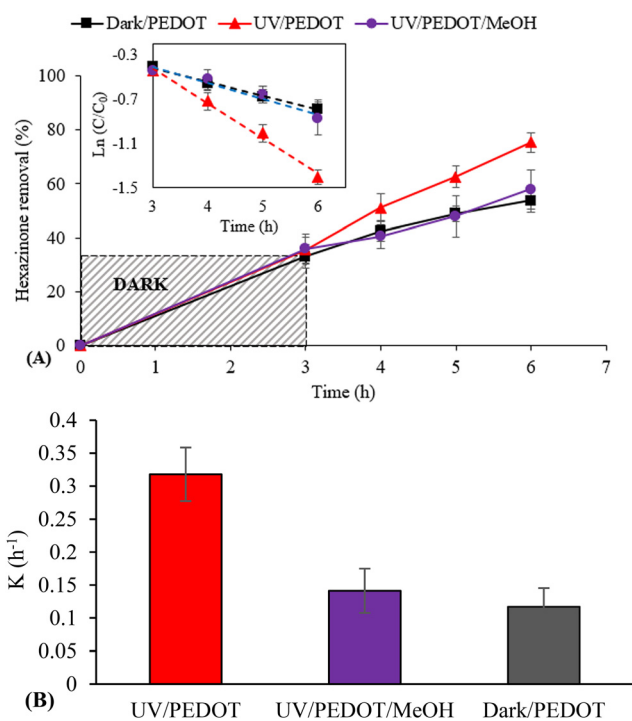 Dark/PEDOT UV/PEDOT UV/PEDOT/MeOH
Hexazinone removal (%)
100
80
60
40
20
0
Ln (C/C₀)
-0.3
-0.7
-1.1
-1.5
3 4 5 6
Time (h)
DARK
0 1 2 3 4 5 6 7
Time (h)
(A)
K (h⁻¹)
0.4
0.35
0.3
0.25
0.2
0.15
0.1
0.05
0
UV/PEDOT UV/PEDOT/MeOH Dark/PEDOT
(B)